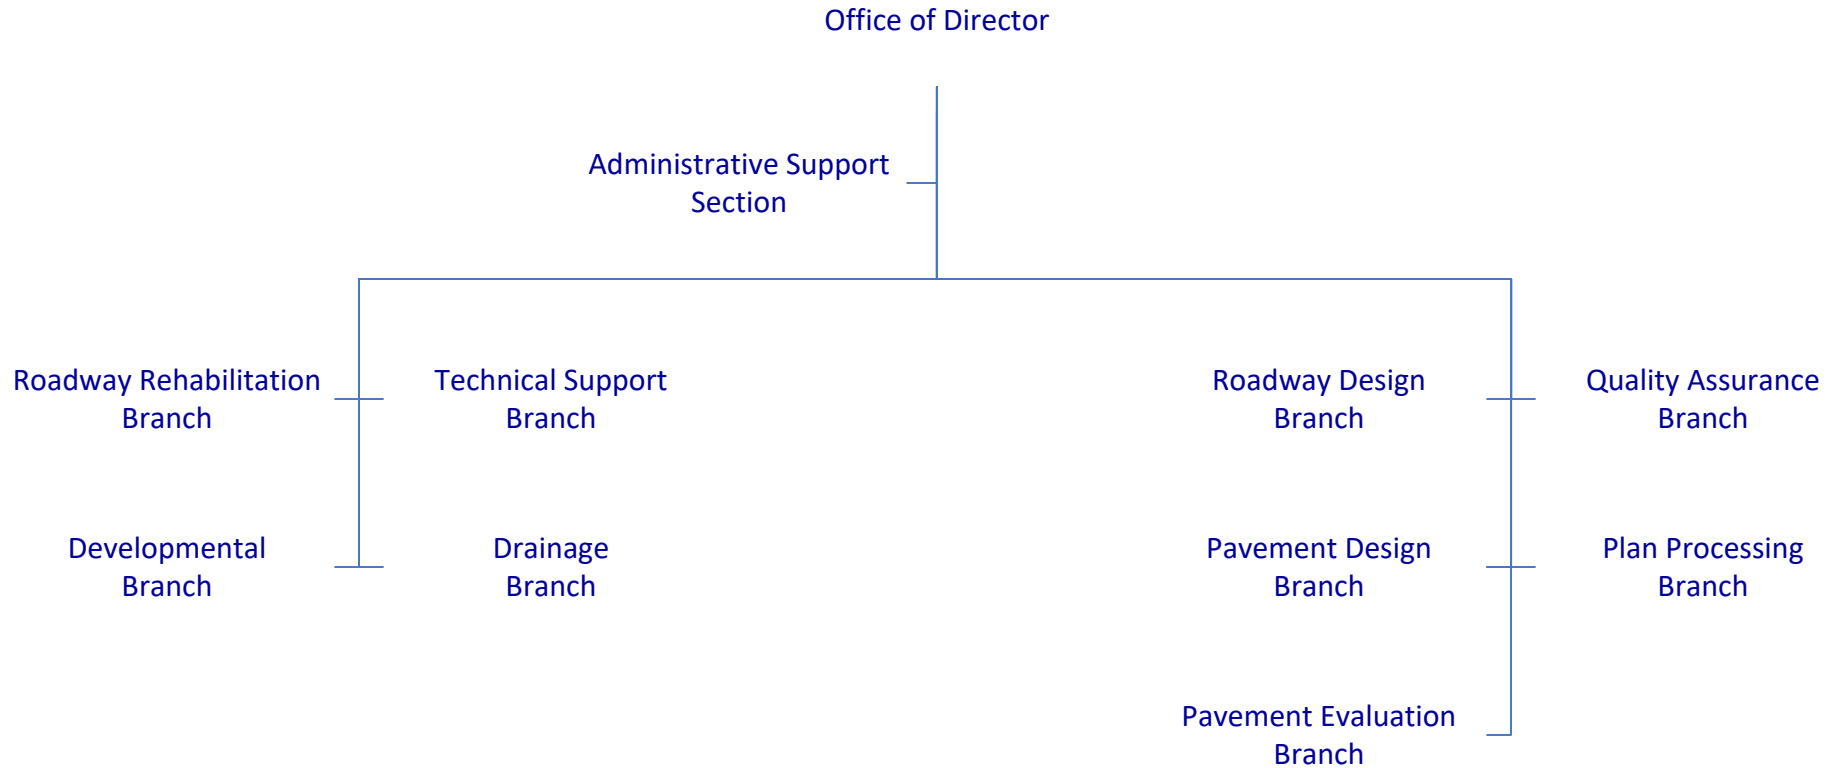 Office of Director
Administrative Support
Section
Roadway Rehabilitation
Branch
Technical Support
Branch
Roadway Design
Branch
Quality Assurance
Branch
Developmental
Branch
Drainage
Branch
Pavement Design
Branch
Plan Processing
Branch
Pavement Evaluation
Branch